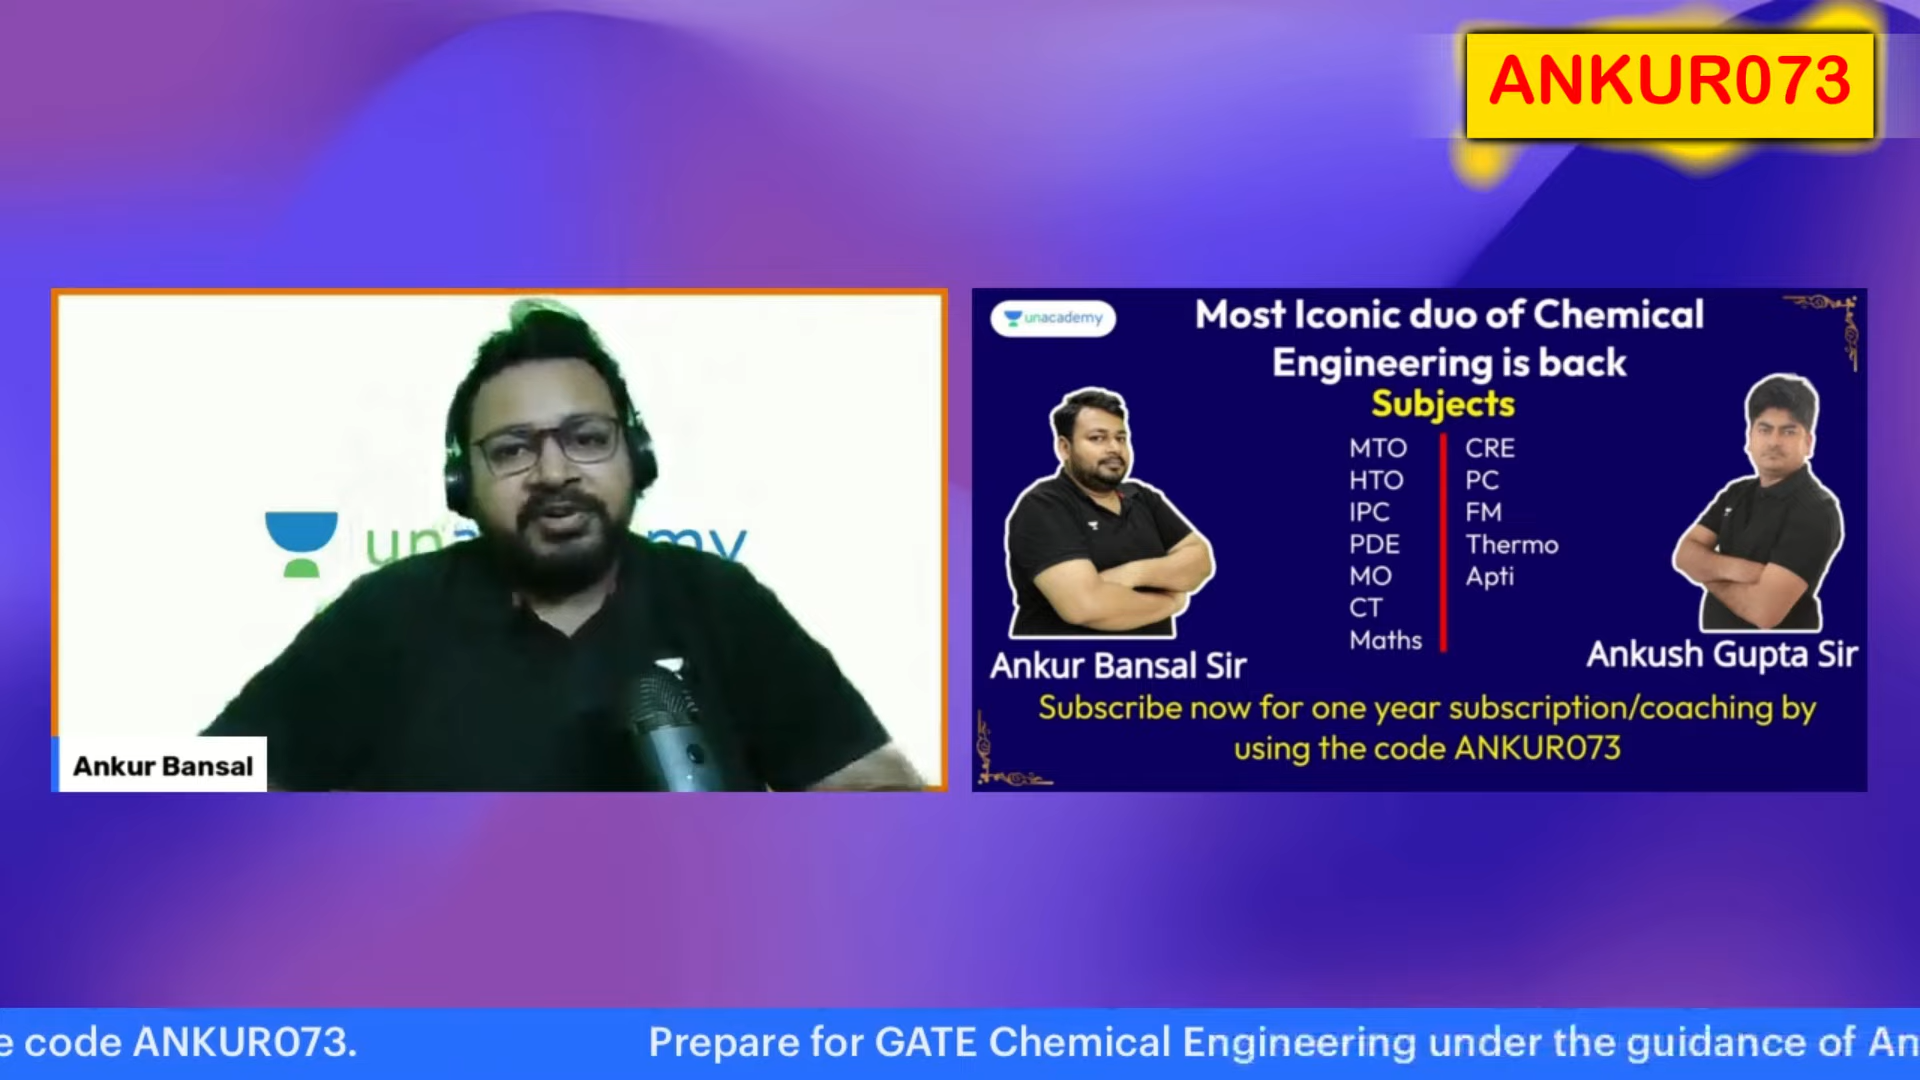 ANKUR073
unacademy
Ankur Bansal
unacademy
Most Iconic duo of Chemical
Engineering is back
Subjects
MTO
HTO
IPC
PDE
MO
CT
Maths
CRE
PC
FM
Thermo
Apti
Ankur Bansal Sir
Ankush Gupta Sir
Subscribe now for one year subscription/coaching by
using the code ANKUR073
e code ANKUR073.
Prepare for GATE Chemical Engineering under the guidance of An